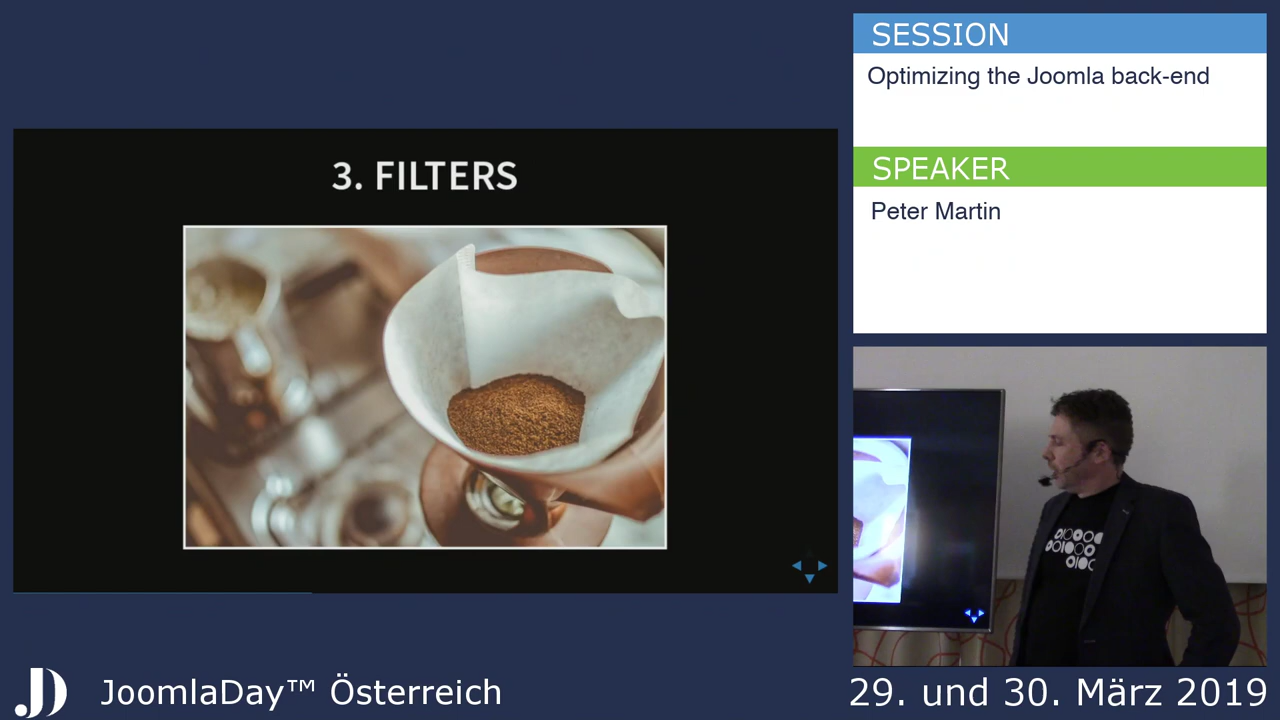 SESSION
Optimizing the Joomla back-end
3. FILTERS
SPEAKER
Peter Martin
JoomlaDay™ Österreich
29. und 30. März 2019